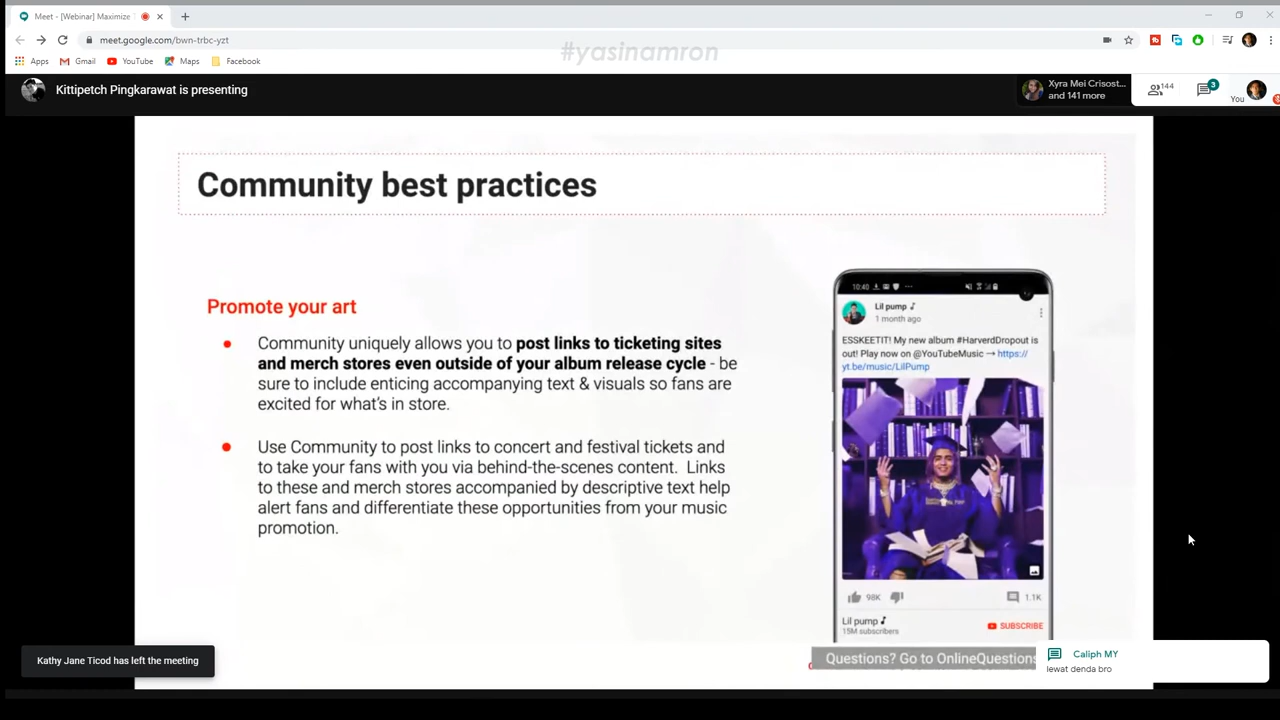 Meet - [Webinar] Maximize
meet.google.com/bwn-trbc-yzt
#yasinamron
Apps Gmail YouTube Maps Facebook
Kittipetch Pingkarawat is presenting
Xyra Mei Crisost...
and 141 more
144
3
You
Community best practices
Promote your art
Community uniquely allows you to post links to ticketing sites
and merch stores even outside of your album release cycle - be
sure to include enticing accompanying text & visuals so fans are
excited for what's in store.
Use Community to post links to concert and festival tickets and
to take your fans with you via behind-the-scenes content. Links
to these and merch stores accompanied by descriptive text help
alert fans and differentiate these opportunities from your music
promotion.
10:40
Lil pump
1 month ago
ESSKEETIT! My new album #HarverdDropout is
out! Play now on @YouTubeMusic → https://
yt.be/music/LilPump
98K 1.1K
Lil pump
15M subscribers
SUBSCRIBE
Questions? Go to OnlineQuestions
Kathy Jane Ticod has left the meeting
Caliph MY
lewat denda bro